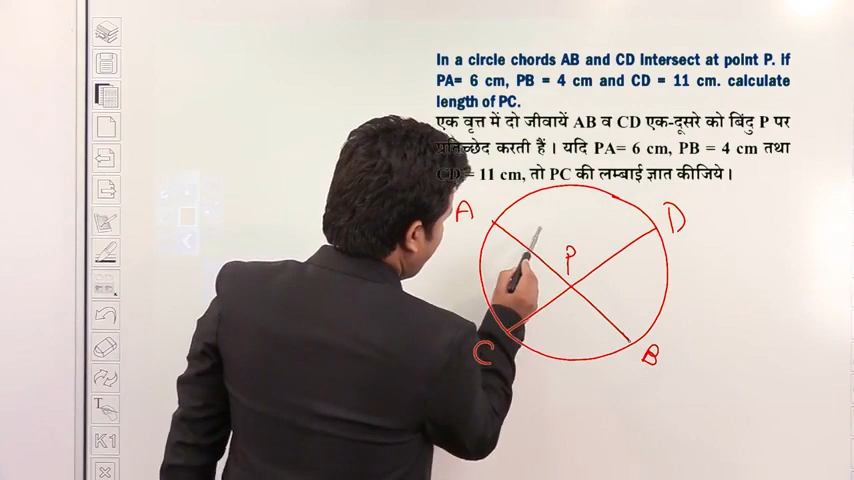 In a circle chords AB and CD intersect at point P. If
PA= 6 cm, PB = 4 cm and CD = 11 cm. calculate
length of PC.
एक वृत्त में दो जीवायें AB व CD एक-दूसरे को बिंदु P पर
प्रतिच्छेद करती हैं । यदि PA= 6 cm, PB = 4 cm तथा
CD = 11 cm, तो PC की लम्बाई ज्ञात कीजिये ।
A
D
P
C
B
T
K1